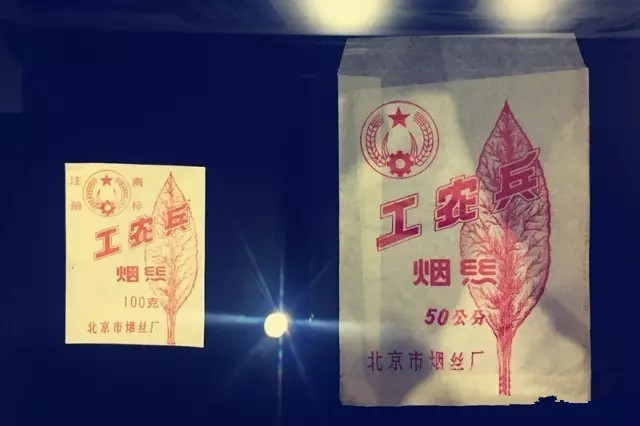 注册
商标
工农兵
烟丝
100克
北京市烟丝厂
工农兵
烟丝
50公分
北京市烟丝厂